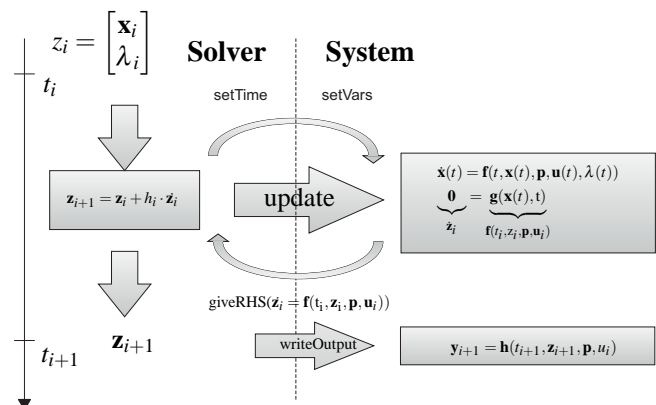 z_i = [x_i λ_i]
Solver
System
t_i
setTime
setVars
z_{i+1} = z_i + h_i · ż_i
update
ẋ(t) = f(t, x(t), p, u(t), λ(t))
0 = g(x(t), t)
ż_i
f(t_i, z_i, p, u_i)
giveRHS(ż_i = f(t_i, z_i, p, u_i))
z_{i+1}
t_{i+1}
writeOutput
y_{i+1} = h(t_{i+1}, z_{i+1}, p, u_i)